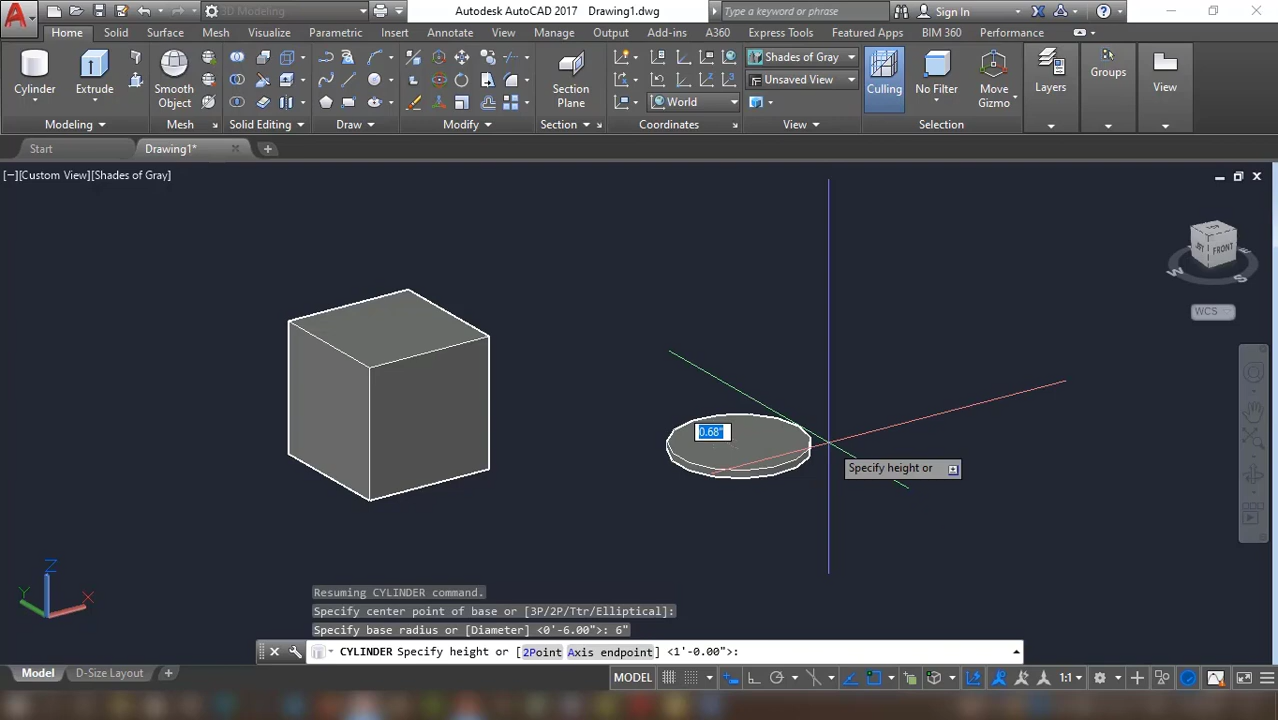 3D Modeling
Autodesk AutoCAD 2017 Drawing1.dwg
Type a keyword or phrase
Sign In
Home Solid Surface Mesh Visualize Parametric Insert Annotate View Manage Output Add-ins A360 Express Tools Featured Apps BIM 360 Performance
Cylinder
Extrude
Smooth
Object
Section
Plane
World
Shades of Gray
Unsaved View
Culling
No Filter
Move
Gizmo
Layers
Groups
View
Modeling Mesh Solid Editing Draw Modify Section Coordinates View Selection
Start Drawing1*
[−][Custom View][Shades of Gray]
FRONT
W
S
WCS
0.68"
Specify height or
Z
Y
X
Resuming CYLINDER command.
Specify center point of base or [3P/2P/Ttr/Elliptical]:
Specify base radius or [Diameter] <0'-6.00">: 6"
CYLINDER Specify height or [2Point Axis endpoint] <1'-0.00">:
Model D-Size Layout
MODEL
1:1